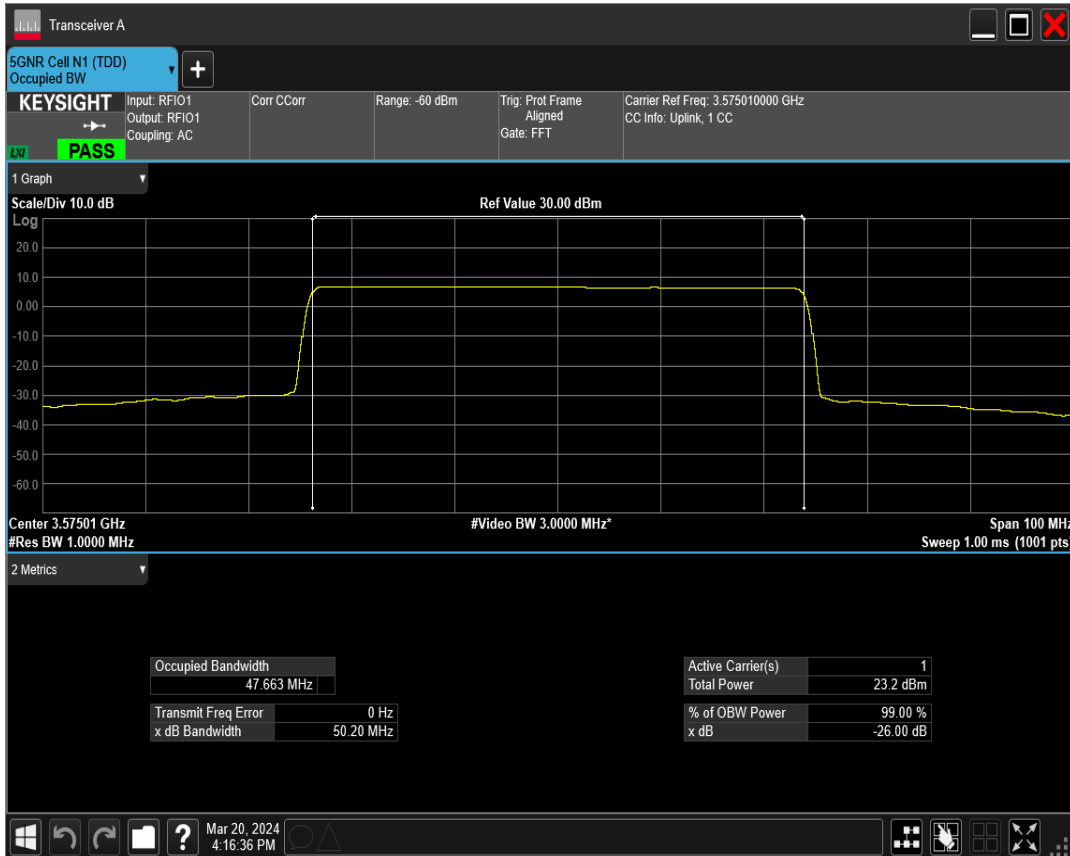 Transceiver A
5GNR Cell N1 (TDD)
Occupied BW
+
KEYSIGHT
LXI
PASS
Input: RFIO1
Output: RFIO1
Coupling: AC
Corr CCorr
Range: -60 dBm
Trig: Prot Frame
Aligned
Gate: FFT
Carrier Ref Freq: 3.575010000 GHz
CC Info: Uplink, 1 CC
1 Graph
Scale/Div 10.0 dB
Ref Value 30.00 dBm
Log
20.0
10.0
0.00
-10.0
-20.0
-30.0
-40.0
-50.0
-60.0
Center 3.57501 GHz
#Video BW 3.0000 MHz*
Span 100 MHz
#Res BW 1.0000 MHz
Sweep 1.00 ms (1001 pts)
2 Metrics
Occupied Bandwidth
47.663 MHz
Transmit Freq Error 0 Hz
x dB Bandwidth 50.20 MHz
Active Carrier(s) 1
Total Power 23.2 dBm
% of OBW Power 99.00 %
x dB -26.00 dB
?
Mar 20, 2024
4:16:36 PM